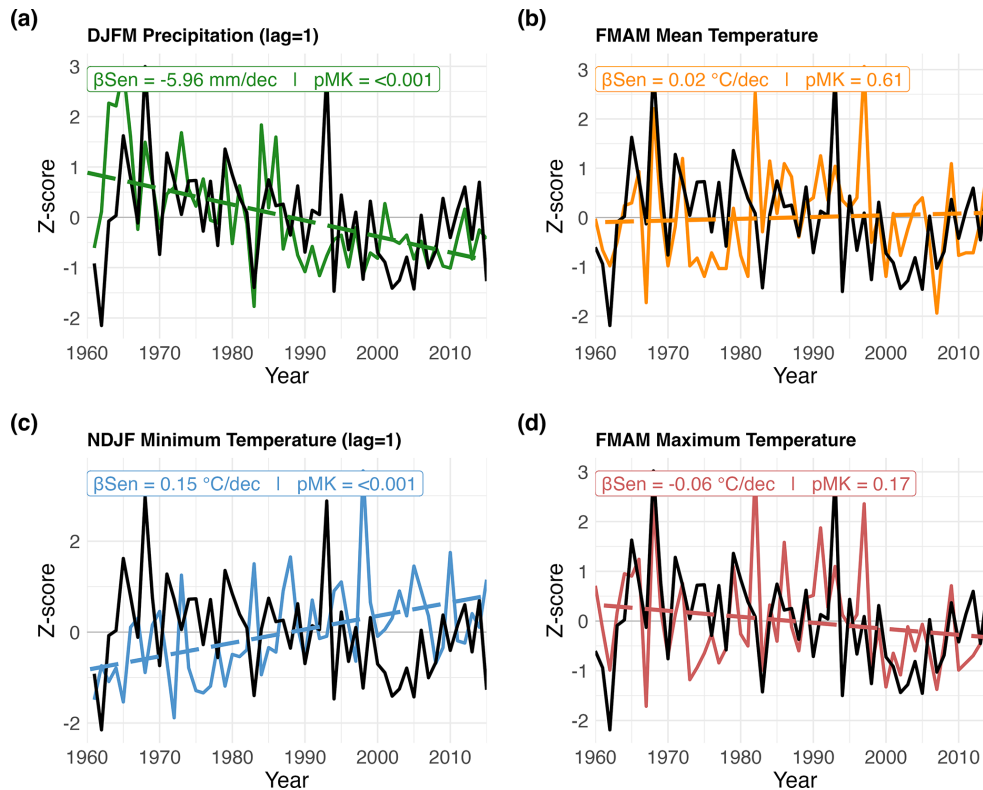 (a)
DJFM Precipitation (lag=1)
βSen = -5.96 mm/dec | pMK = <0.001
3
2
1
0
-1
-2
Z-score
1960 1970 1980 1990 2000 2010
Year
(b)
FMAM Mean Temperature
βSen = 0.02 °C/dec | pMK = 0.61
3
2
1
0
-1
-2
Z-score
1960 1970 1980 1990 2000 2010
Year
(c)
NDJF Minimum Temperature (lag=1)
βSen = 0.15 °C/dec | pMK = <0.001
2
0
-2
Z-score
1960 1970 1980 1990 2000 2010
Year
(d)
FMAM Maximum Temperature
βSen = -0.06 °C/dec | pMK = 0.17
3
2
1
0
-1
-2
Z-score
1960 1970 1980 1990 2000 2010
Year